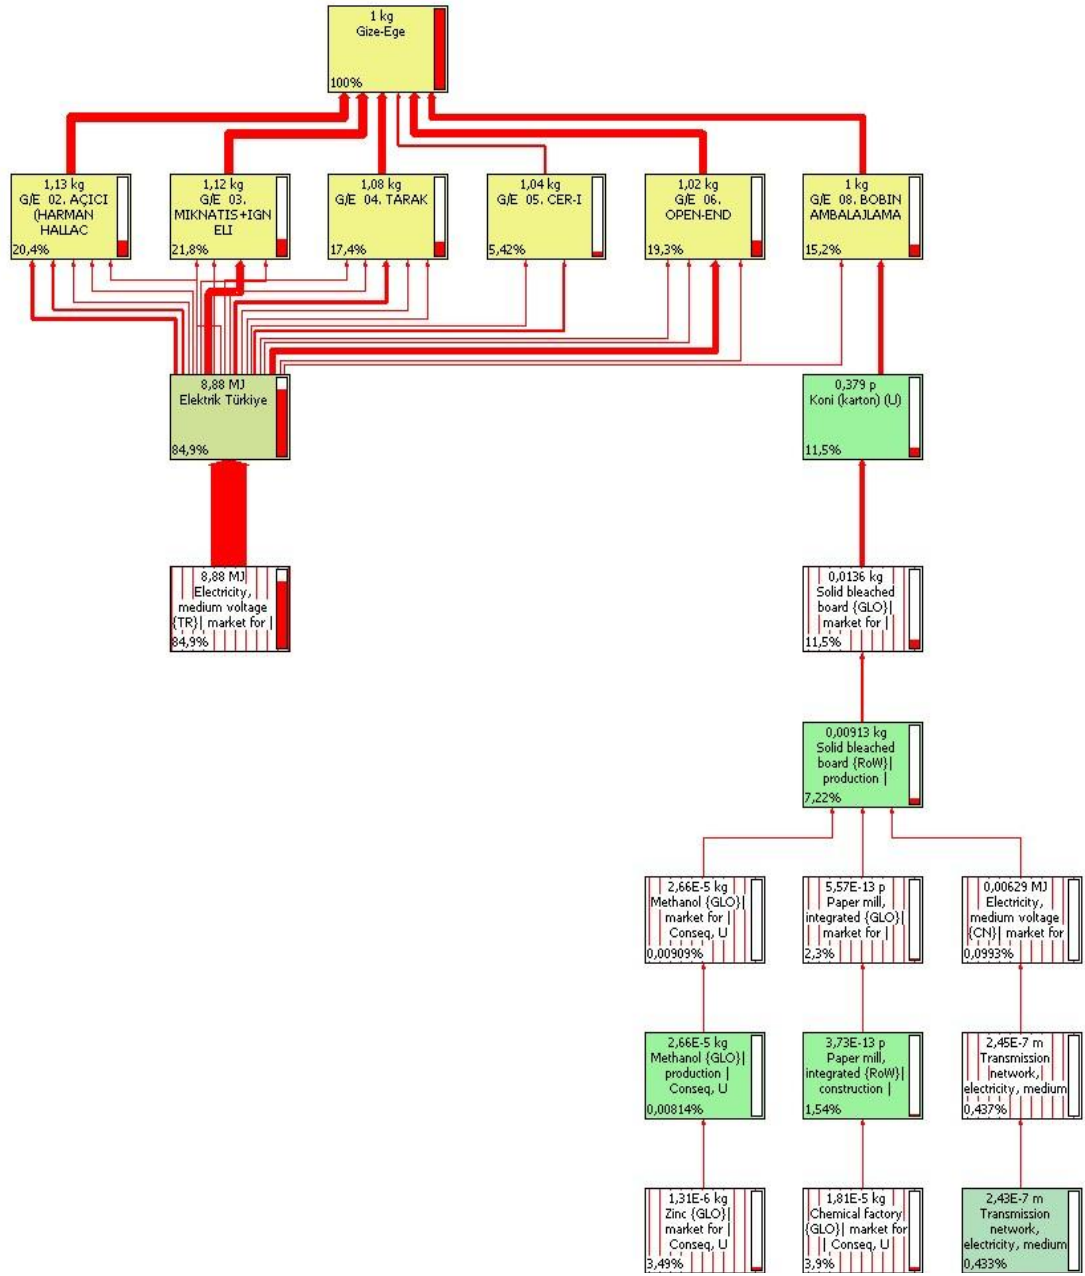 1 kg
Gize-Ege
100%
1,13 kg
G/E 02. AÇICI
(HARMAN
HALLAC
20,4%
1,12 kg
G/E 03.
MIKNATIS+IGN
ELI
21,8%
1,08 kg
G/E 04. TARAK
17,4%
1,04 kg
G/E 05. CER-I
5,42%
1,02 kg
G/E 06.
OPEN-END
19,3%
1 kg
G/E 08. BOBIN
AMBALAJLAMA
15,2%
8,88 MJ
Elektrik Türkiye
84,9%
0,379 p
Koni (karton) (U)
11,5%
8,88 MJ
Electricity,
medium voltage
{TR}| market for |
84,9%
0,0136 kg
Solid bleached
board {GLO}|
market for |
11,5%
0,00913 kg
Solid bleached
board {RoW}|
production |
7,22%
2,66E-5 kg
Methanol {GLO}|
market for |
Conseq, U
0,00909%
5,57E-13 p
Paper mill,
integrated {GLO}|
market for |
2,3%
0,00629 MJ
Electricity,
medium voltage
{CN}| market for
0,0993%
2,66E-5 kg
Methanol {GLO}|
production |
Conseq, U
0,00814%
3,73E-13 p
Paper mill,
integrated {RoW}|
construction |
1,54%
2,45E-7 m
Transmission
network,
electricity, medium
0,437%
1,31E-6 kg
Zinc {GLO}|
market for |
Conseq, U
3,49%
1,81E-5 kg
Chemical factory
{GLO}| market for
| Conseq, U
3,9%
2,43E-7 m
Transmission
network,
electricity, medium
0,433%